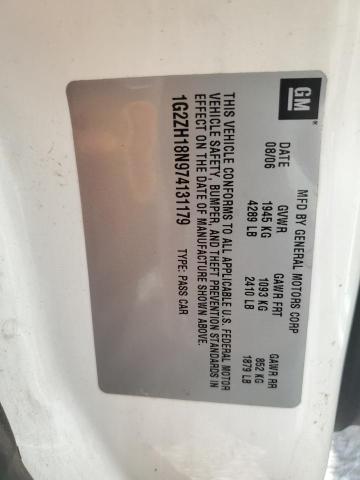 GM
MFD BY GENERAL MOTORS CORP
DATE GVWR GAWR FRT GAWR RR
08/06 1945 KG 1093 KG 852 KG
4289 LB 2410 LB 1879 LB
THIS VEHICLE CONFORMS TO ALL APPLICABLE U.S. FEDERAL MOTOR
VEHICLE SAFETY, BUMPER, AND THEFT PREVENTION STANDARDS IN
EFFECT ON THE DATE OF MANUFACTURE SHOWN ABOVE.
1G2ZH18N974131179 TYPE: PASS CAR